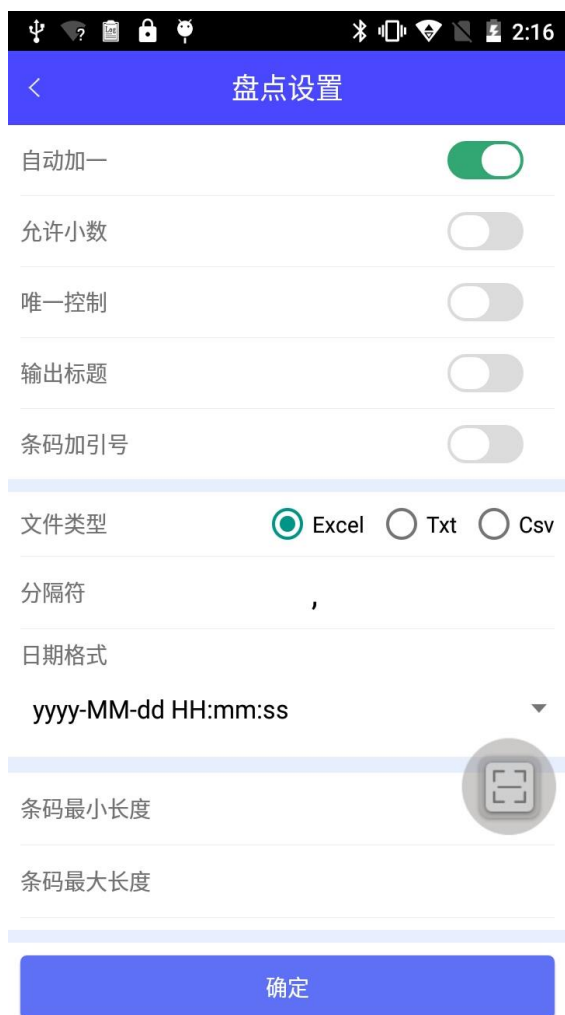 2:16
盘点设置
自动加一
允许小数
唯一控制
输出标题
条码加引号
文件类型 Excel Txt Csv
分隔符 ,
日期格式
yyyy-MM-dd HH:mm:ss
条码最小长度
条码最大长度
确定